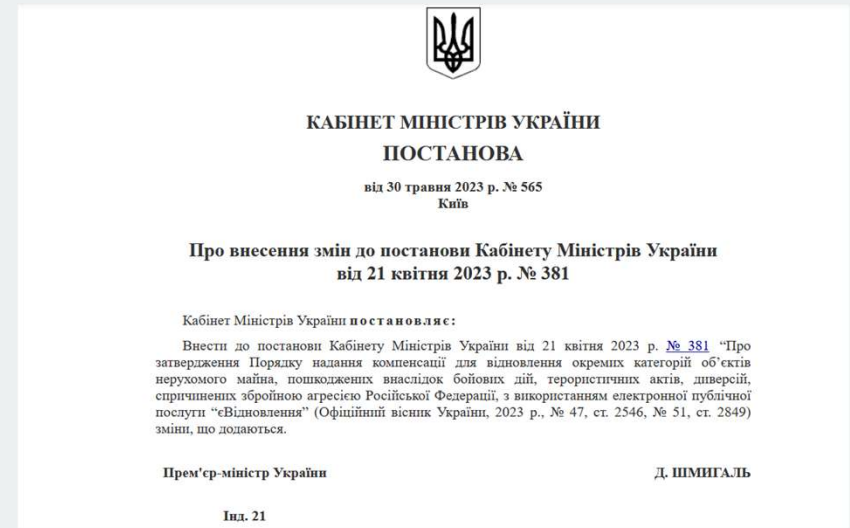 КАБІНЕТ МІНІСТРІВ УКРАЇНИ
ПОСТАНОВА
від 30 травня 2023 р. № 565
Київ
Про внесення змін до постанови Кабінету Міністрів України
від 21 квітня 2023 р. № 381
Кабінет Міністрів України постановляє:
Внести до постанови Кабінету Міністрів України від 21 квітня 2023 р. № 381 “Про
затвердження Порядку надання компенсації для відновлення окремих категорій об’єктів
нерухомого майна, пошкоджених внаслідок бойових дій, терористичних актів, диверсій,
спричинених збройною агресією Російської Федерації, з використанням електронної публічної
послуги “єВідновлення” (Офіційний вісник України, 2023 р., № 47, ст. 2546, № 51, ст. 2849)
зміни, що додаються.
Прем'єр-міністр України Д. ШМИГАЛЬ
Інд. 21